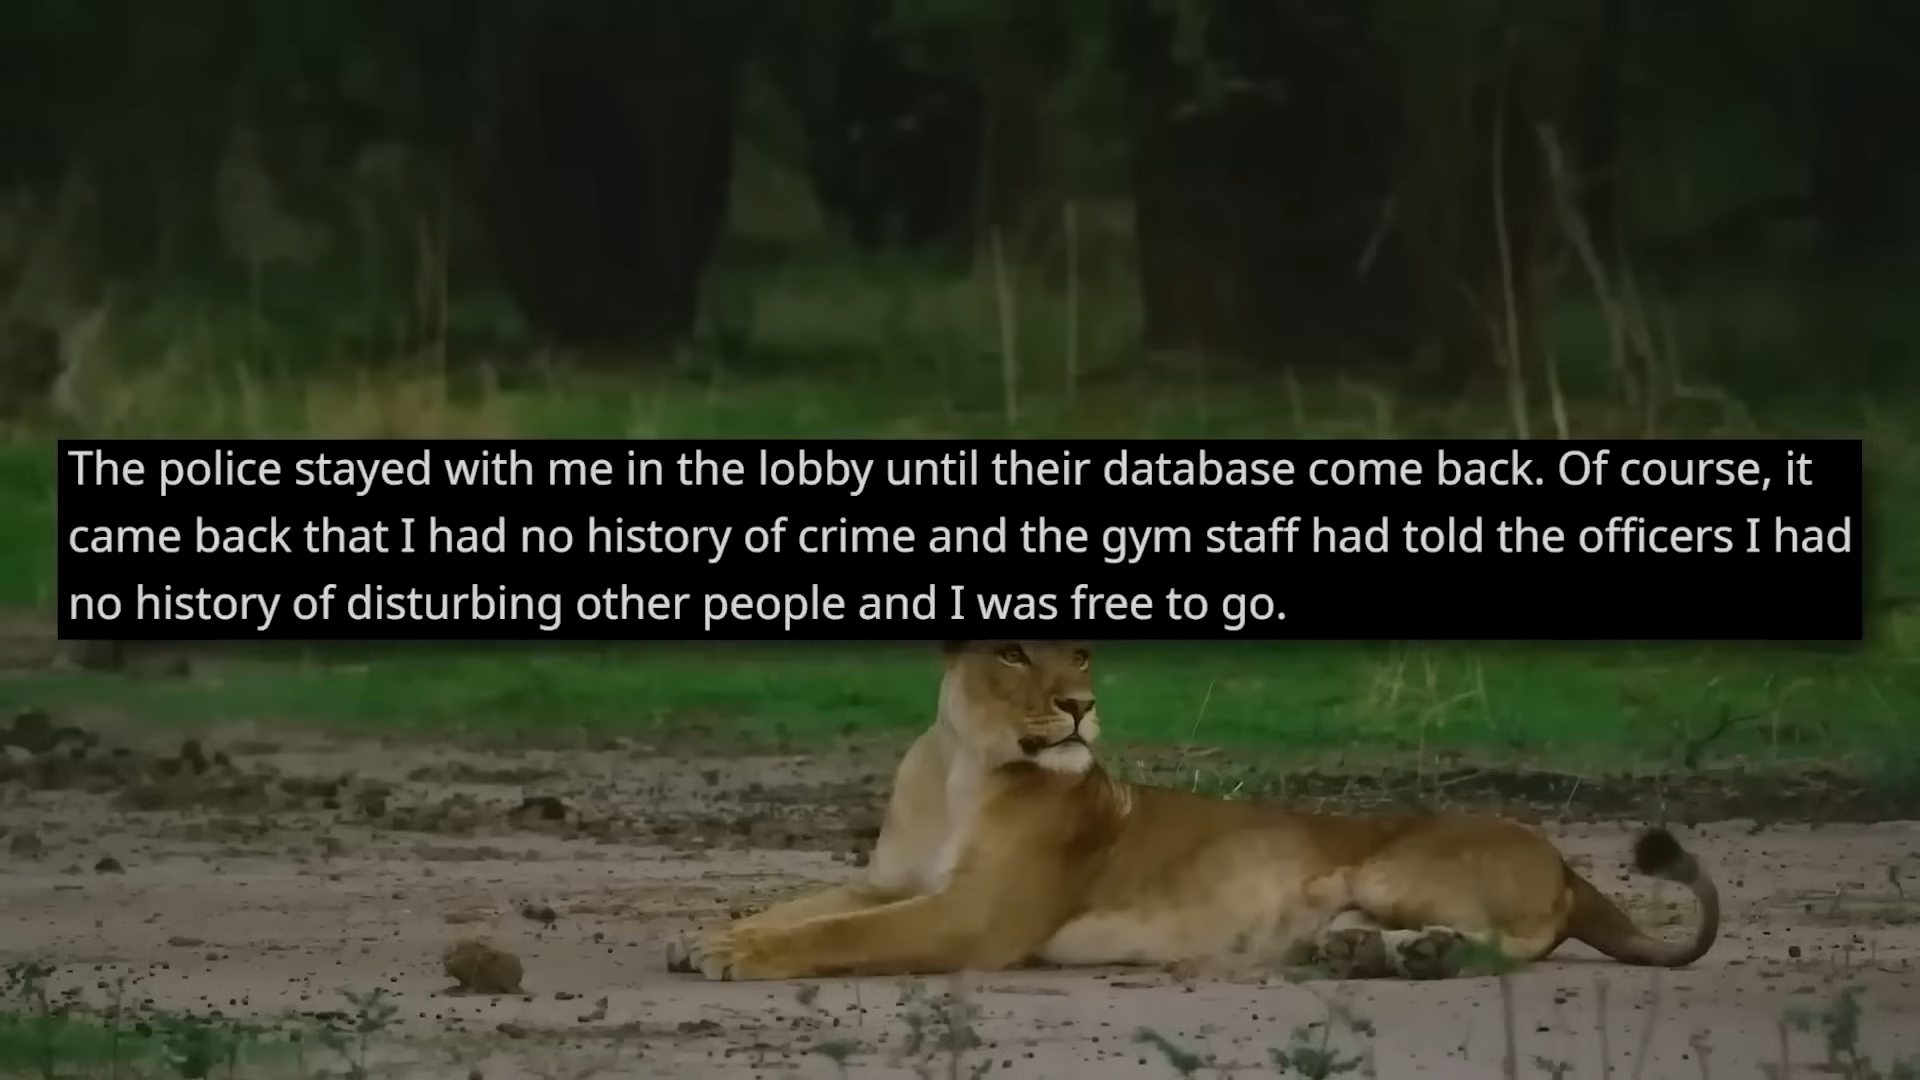 The police stayed with me in the lobby until their database come back. Of course, it
came back that I had no history of crime and the gym staff had told the officers I had
no history of disturbing other people and I was free to go.